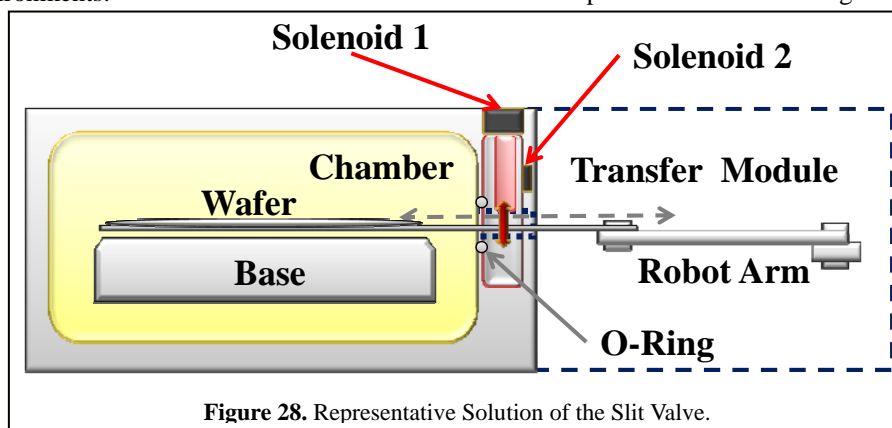 Solenoid 1
Solenoid 2
Chamber
Transfer Module
Wafer
Base
Robot Arm
O-Ring
Figure 28. Representative Solution of the Slit Valve.